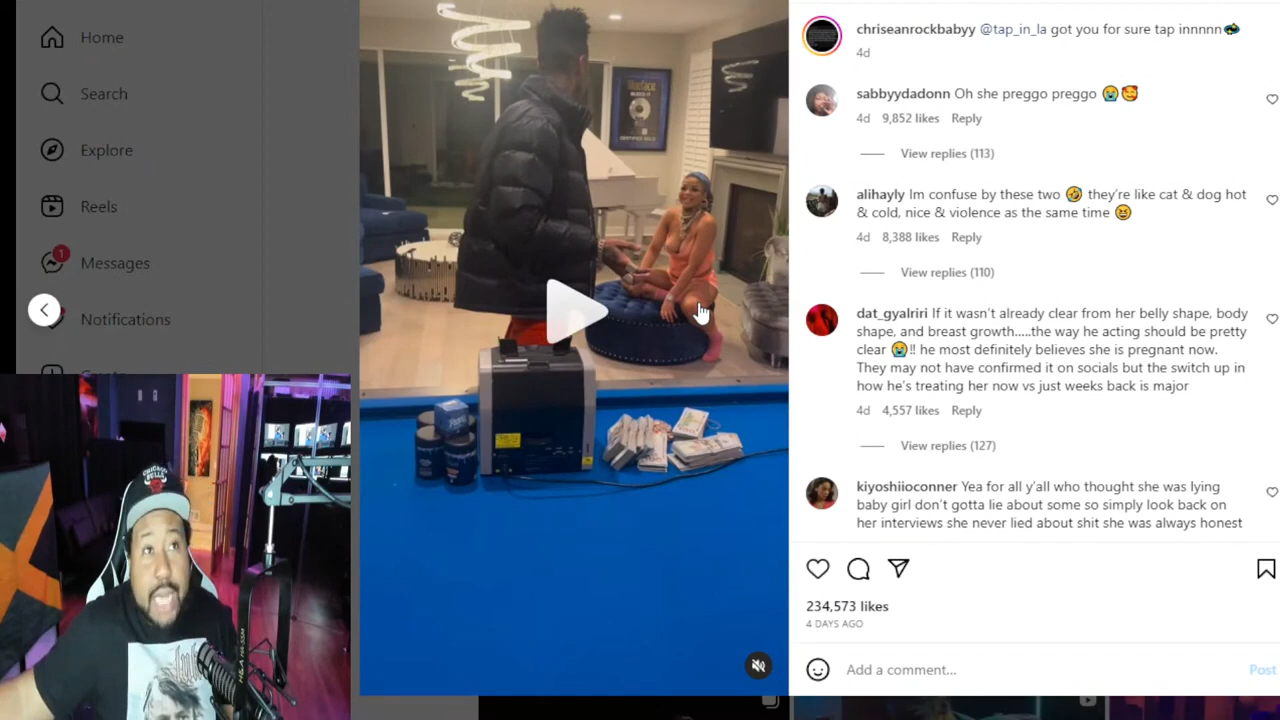 Home
Search
Explore
Reels
1
Messages
Notifications
Blueface
CHICAGO
BULLS
chriseanrockbabyy @tap_in_la got you for sure tap innnnn
4d
sabbyydadonn Oh she preggo preggo 😭🥰
4d 9,852 likes Reply
View replies (113)
alihayly Im confuse by these two 🤣 they're like cat & dog hot
& cold, nice & violence as the same time 😆
4d 8,388 likes Reply
View replies (110)
dat_gyalriri If it wasn't already clear from her belly shape, body
shape, and breast growth.....the way he acting should be pretty
clear 😭!! he most definitely believes she is pregnant now.
They may not have confirmed it on socials but the switch up in
how he's treating her now vs just weeks back is major
4d 4,557 likes Reply
View replies (127)
kiyoshiioconner Yea for all y'all who thought she was lying
baby girl don't gotta lie about some so simply look back on
her interviews she never lied about shit she was always honest
234,573 likes
4 DAYS AGO
Add a comment...
Post